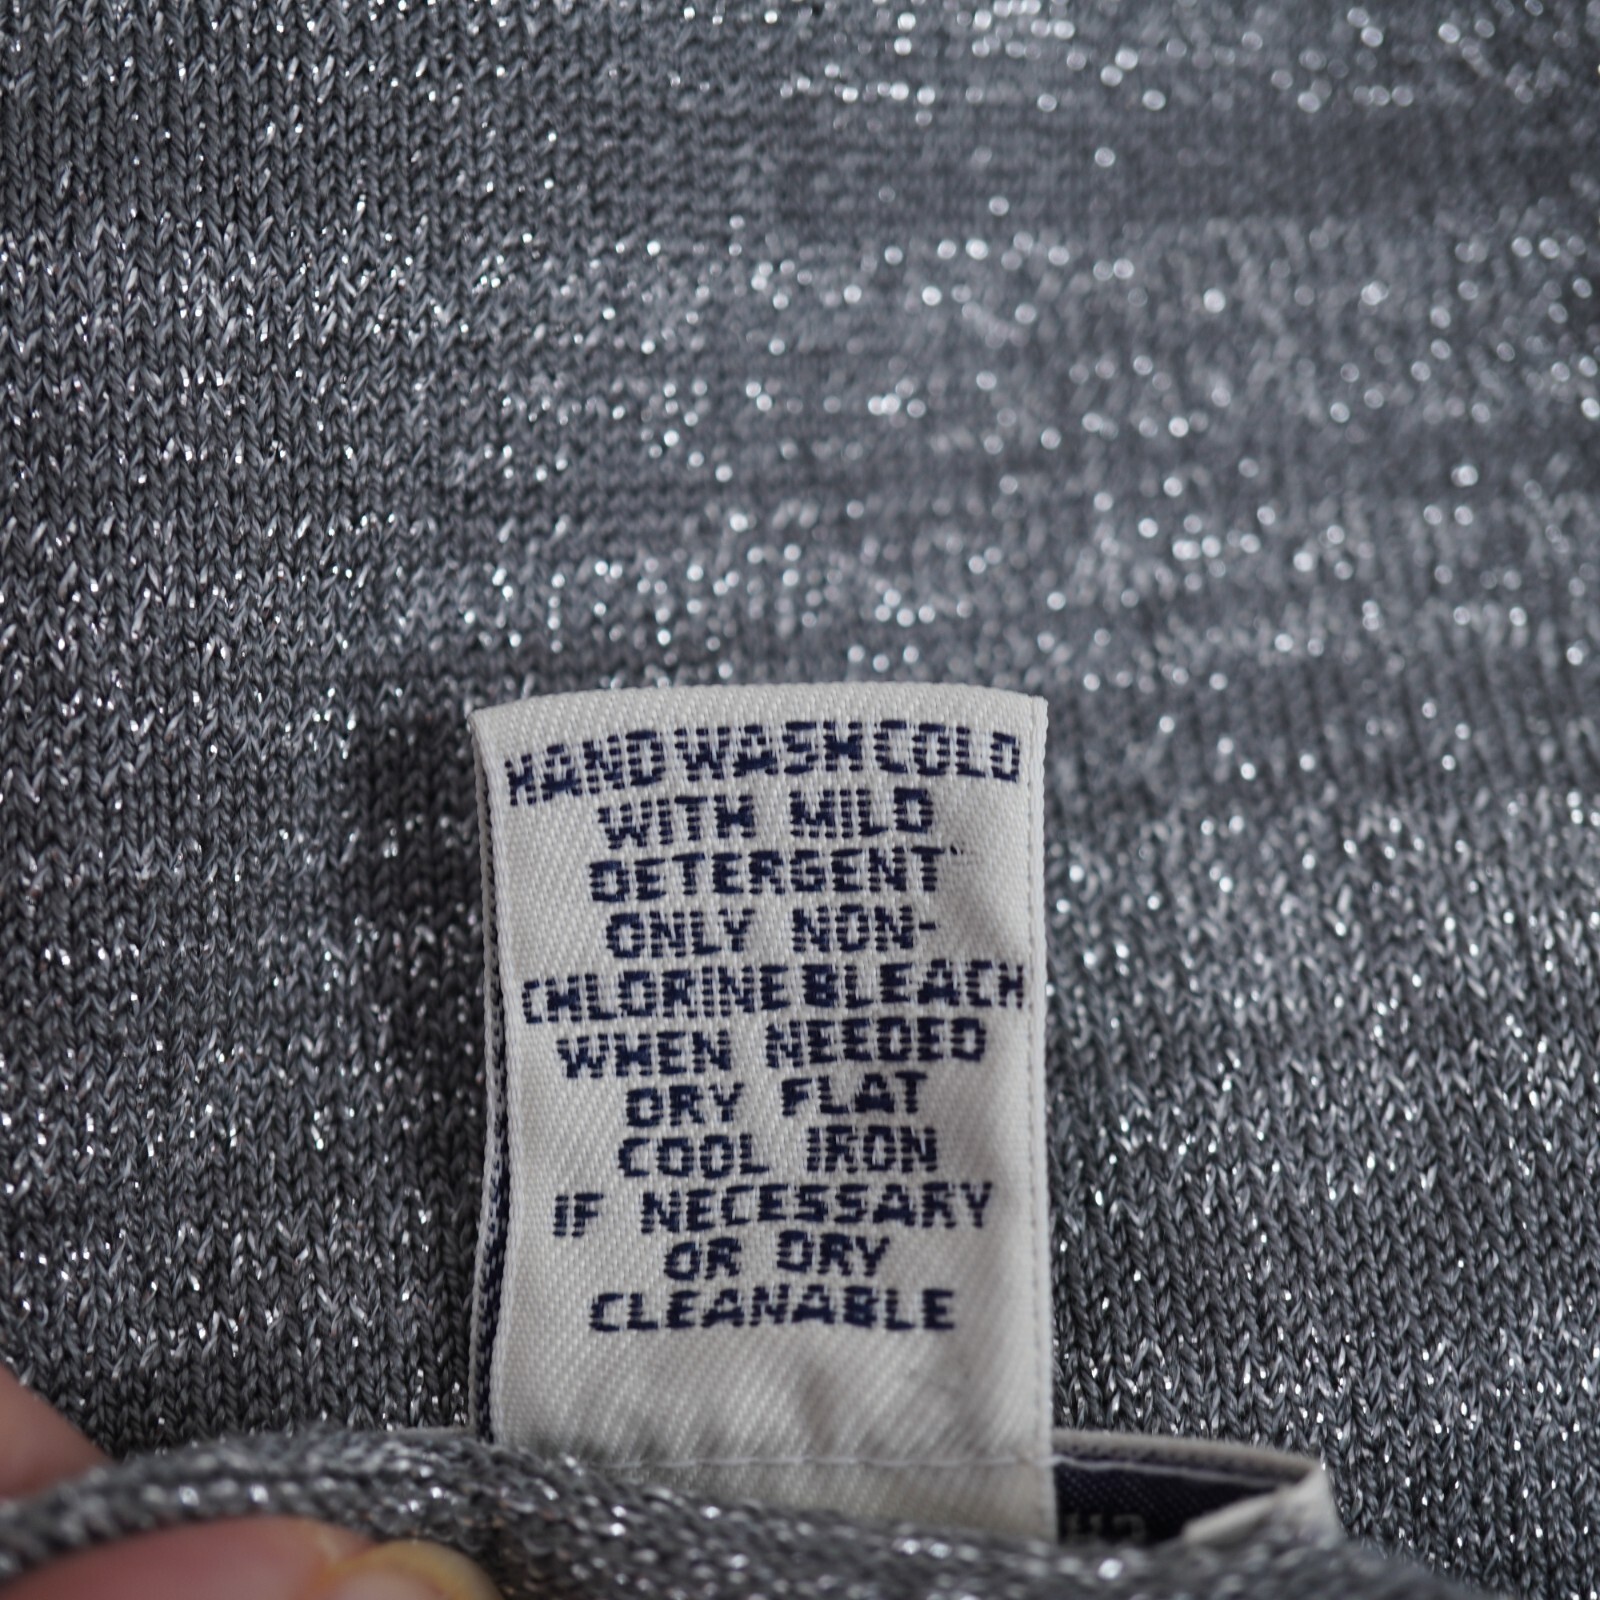 HAND WASH COLD
WITH MILD
DETERGENT
ONLY NON-
CHLORINE BLEACH
WHEN NEEDED
DRY FLAT
COOL IRON
IF NECESSARY
OR DRY
CLEANABLE